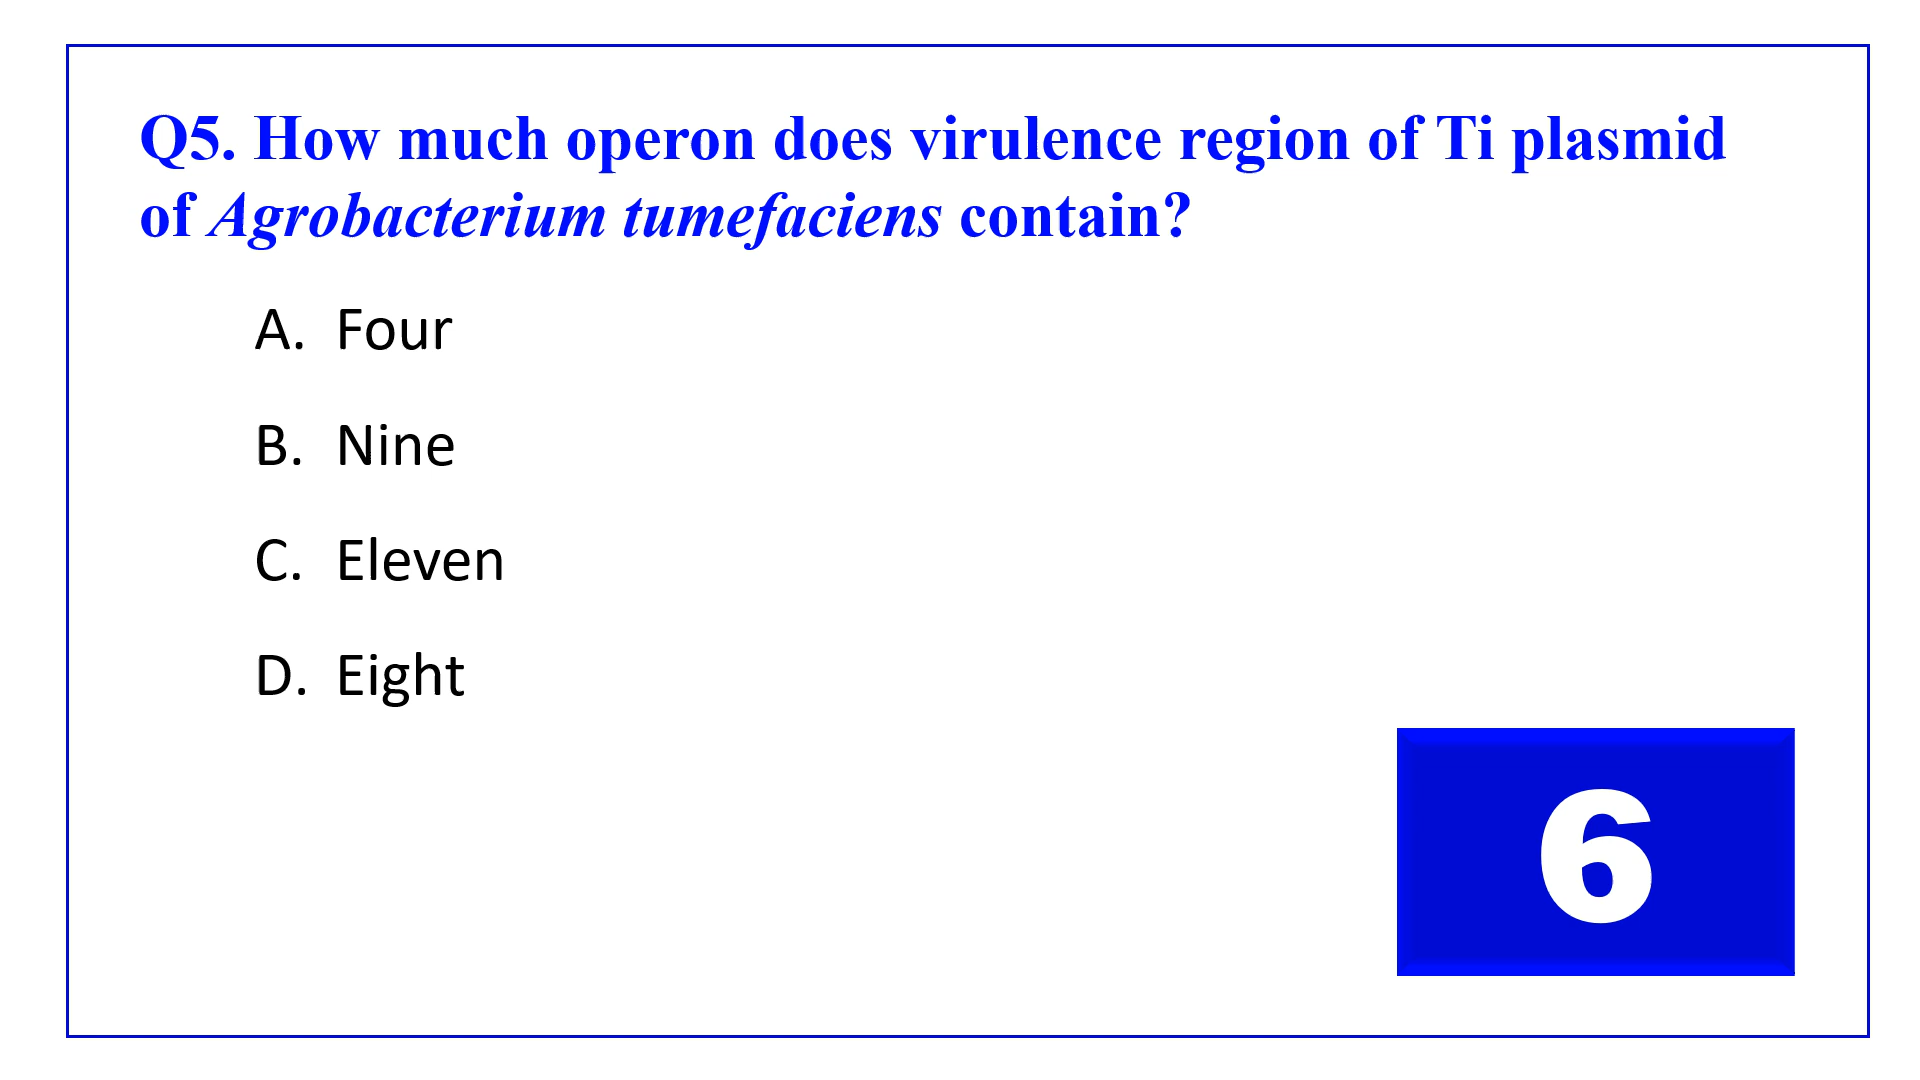 Q5. How much operon does virulence region of Ti plasmid
of Agrobacterium tumefaciens contain?
A. Four
B. Nine
C. Eleven
D. Eight
6